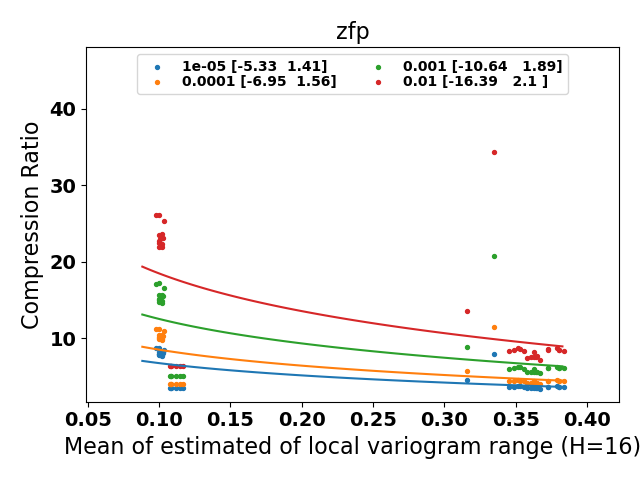 zfp
1e-05 [-5.33  1.41]
0.0001 [-6.95  1.56]
0.001 [-10.64   1.89]
0.01 [-16.39   2.1 ]
Compression Ratio
40
30
20
10
0.05 0.10 0.15 0.20 0.25 0.30 0.35 0.40
Mean of estimated of local variogram range (H=16)